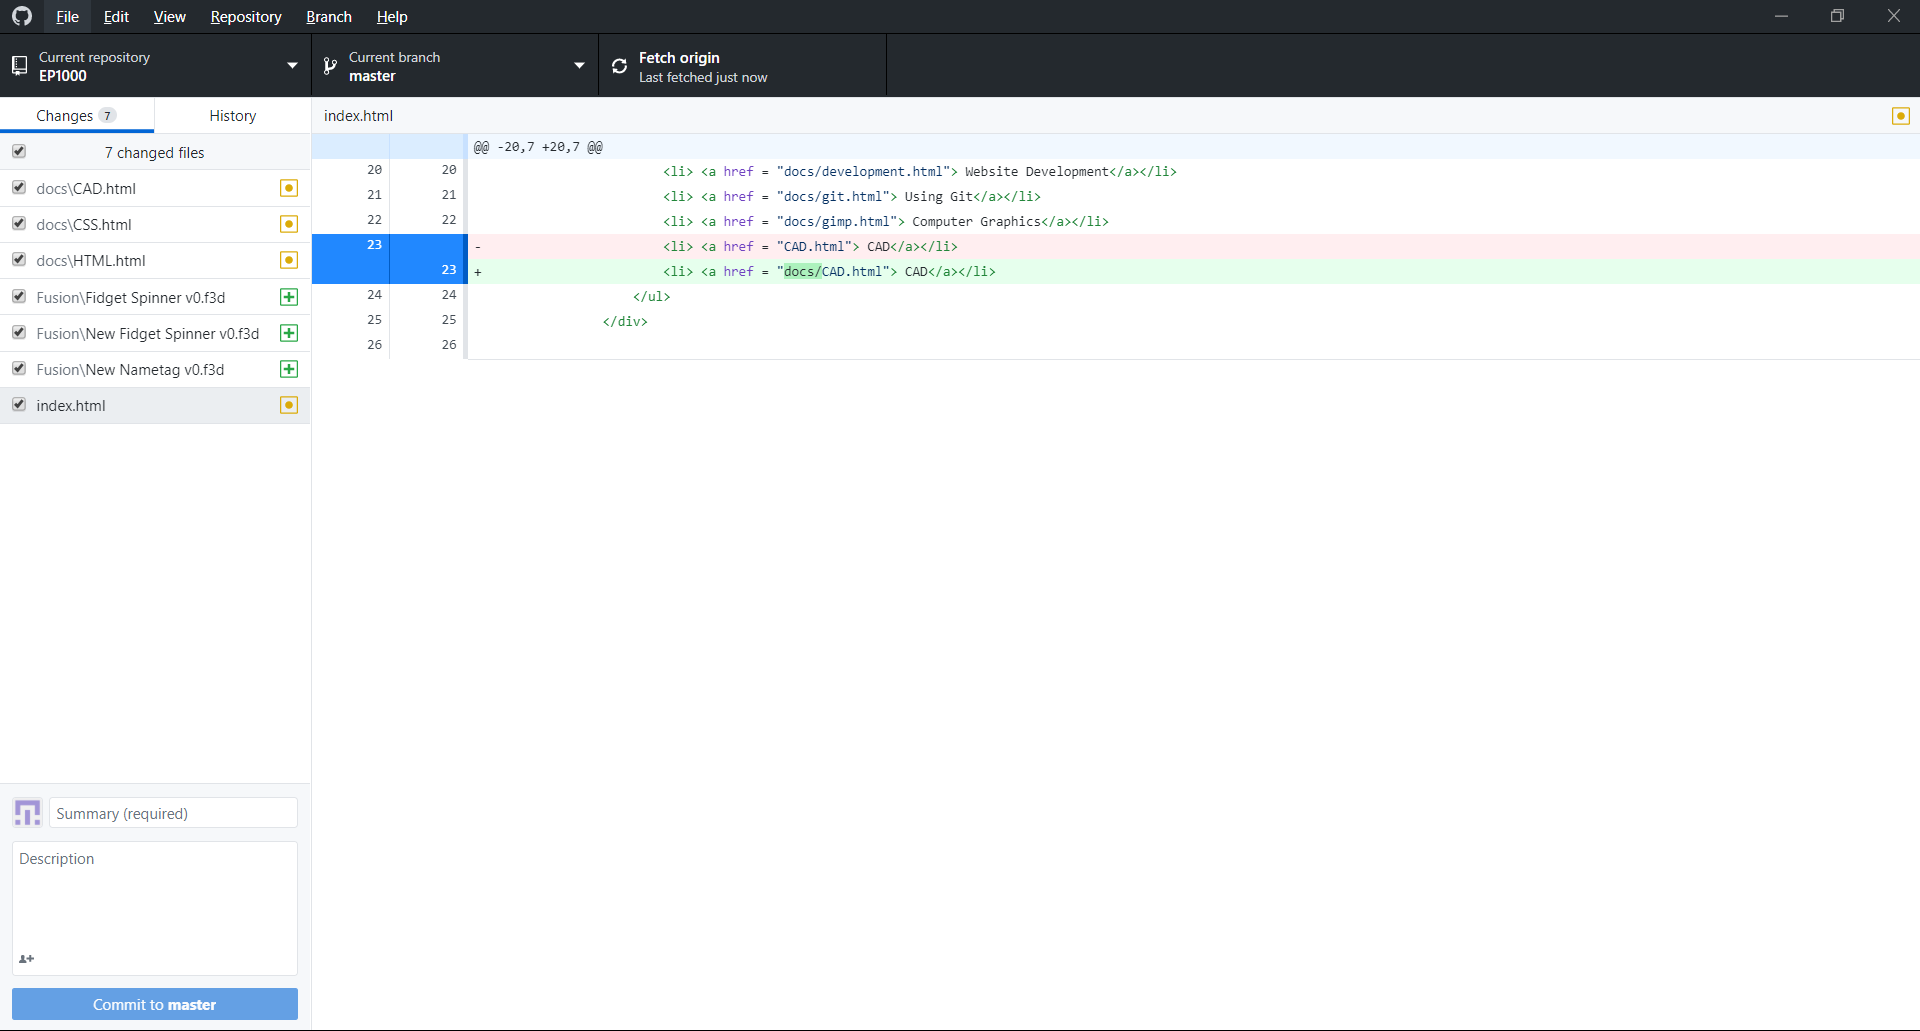 File Edit View Repository Branch Help
Current repository
EP1000
Current branch
master
Fetch origin
Last fetched just now
Changes 7
History
7 changed files
docs\CAD.html
docs\CSS.html
docs\HTML.html
Fusion\Fidget Spinner v0.f3d
Fusion\New Fidget Spinner v0.f3d
Fusion\New Nametag v0.f3d
index.html
Summary (required)
Description
Commit to master
index.html
@@ -20,7 +20,7 @@
20 20 <li> <a href = "docs/development.html"> Website Development</a></li>
21 21 <li> <a href = "docs/git.html"> Using Git</a></li>
22 22 <li> <a href = "docs/gimp.html"> Computer Graphics</a></li>
23 - <li> <a href = "CAD.html"> CAD</a></li>
23 + <li> <a href = "docs/CAD.html"> CAD</a></li>
24 24 </ul>
25 25 </div>
26 26